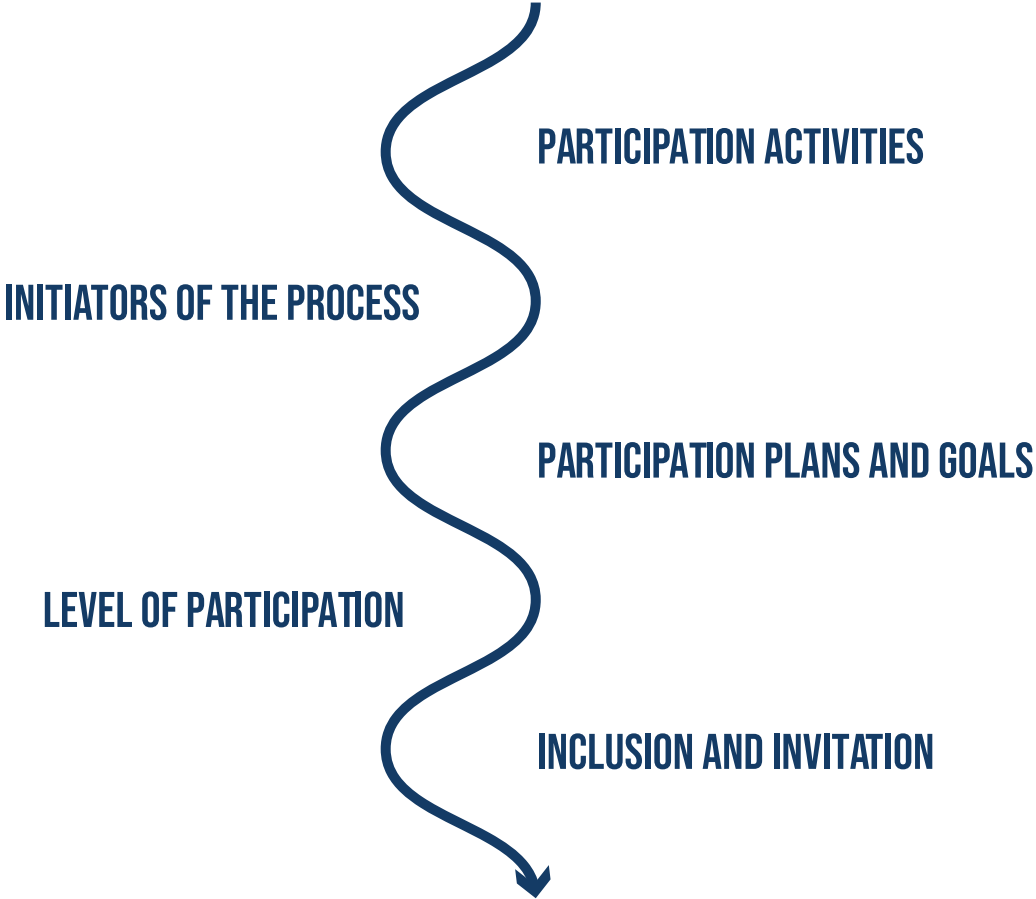 PARTICIPATION ACTIVITIES
INITIATORS OF THE PROCESS
PARTICIPATION PLANS AND GOALS
LEVEL OF PARTICIPATION
INCLUSION AND INVITATION